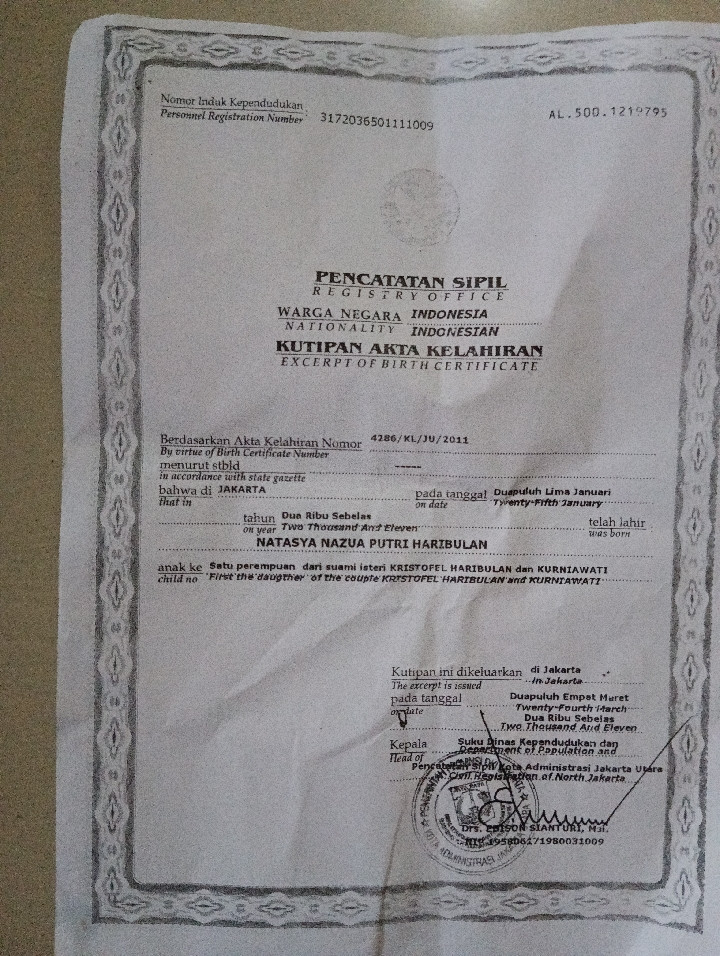 Nomor Induk Kependudukan
Personnel Registration Number 3172036501111009
AL.500.1219795
PENCATATAN SIPIL
REGISTRY OFFICE
WARGA NEGARA INDONESIA
NATIONALITY INDONESIAN
KUTIPAN AKTA KELAHIRAN
EXCERPT OF BIRTH CERTIFICATE
Berdasarkan Akta Kelahiran Nomor 4286/KL/JU/2011
By virtue of Birth Certificate Number
menurut stbld -----
in accordance with state gazette
bahwa di JAKARTA pada tanggal Duapuluh Lima Januari
that in on date Twenty-Fifth January
tahun Dua Ribu Sebelas telah lahir
on year Two Thousand And Eleven was born
NATASYA NAZUA PUTRI HARIBULAN
anak ke Satu perempuan dari suami isteri KRISTOFEL HARIBULAN dan KURNIAWATI
child no First the daugther of the couple KRISTOFEL HARIBULAN and KURNIAWATI
Kutipan ini dikeluarkan di Jakarta
The excerpt is issued In Jakarta
pada tanggal Duapuluh Empat Maret
on date Twenty-Fourth March
Dua Ribu Sebelas
Two Thousand And Eleven
Kepala Suku Dinas Kependudukan dan
Head of Department of Population and
Pencatatan Sipil Kota Administrasi Jakarta Utara
Civil Registration of North Jakarta
Drs. EDISON SIANTURI, Msi.
NIP. 195806171980031009